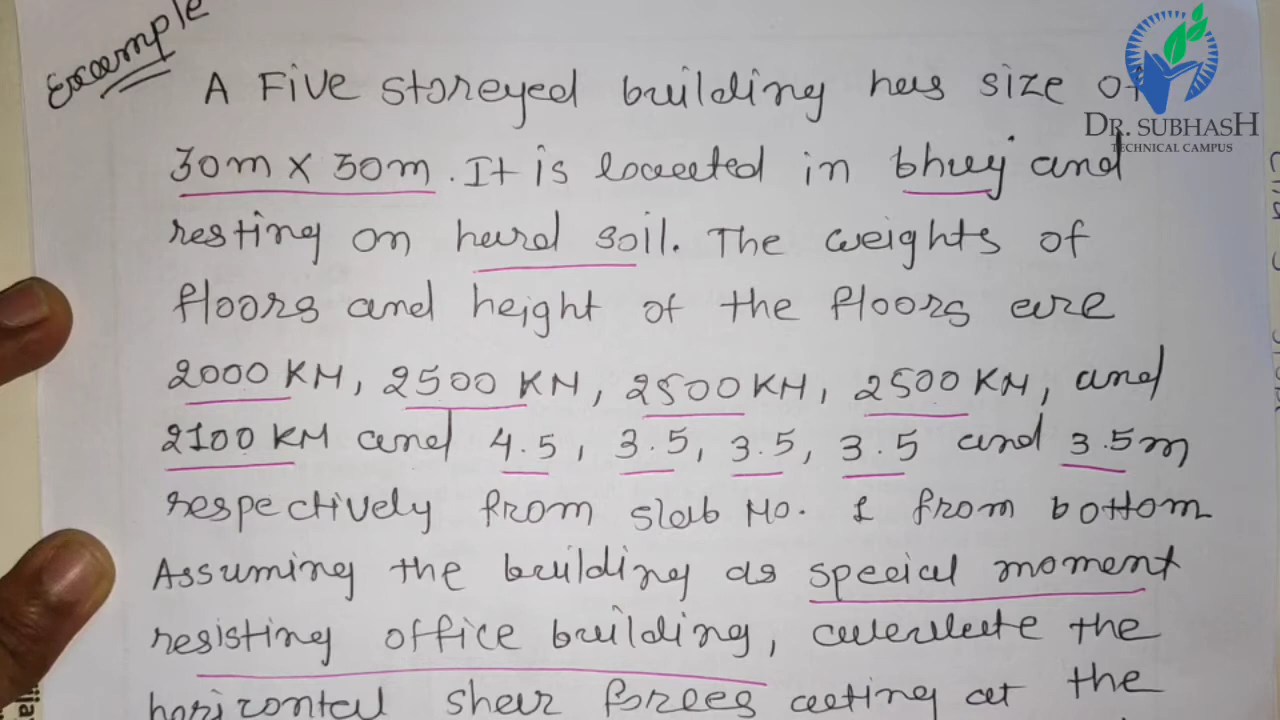 Example
A Five storeyed building has size of
30m x 30m. It is located in bhuj and
resting on hard soil. The weights of
floors and height of the floors are
2000 KN, 2500 KN, 2500 KN, 2500 KN, and
2100 KN and 4.5, 3.5, 3.5, 3.5 and 3.5m
respectively from slab No. 1 from bottom
Assuming the building as special moment
resisting office building, calculate the
horizontal shear forces acting at the
DR. SUBHASH
TECHNICAL CAMPUS